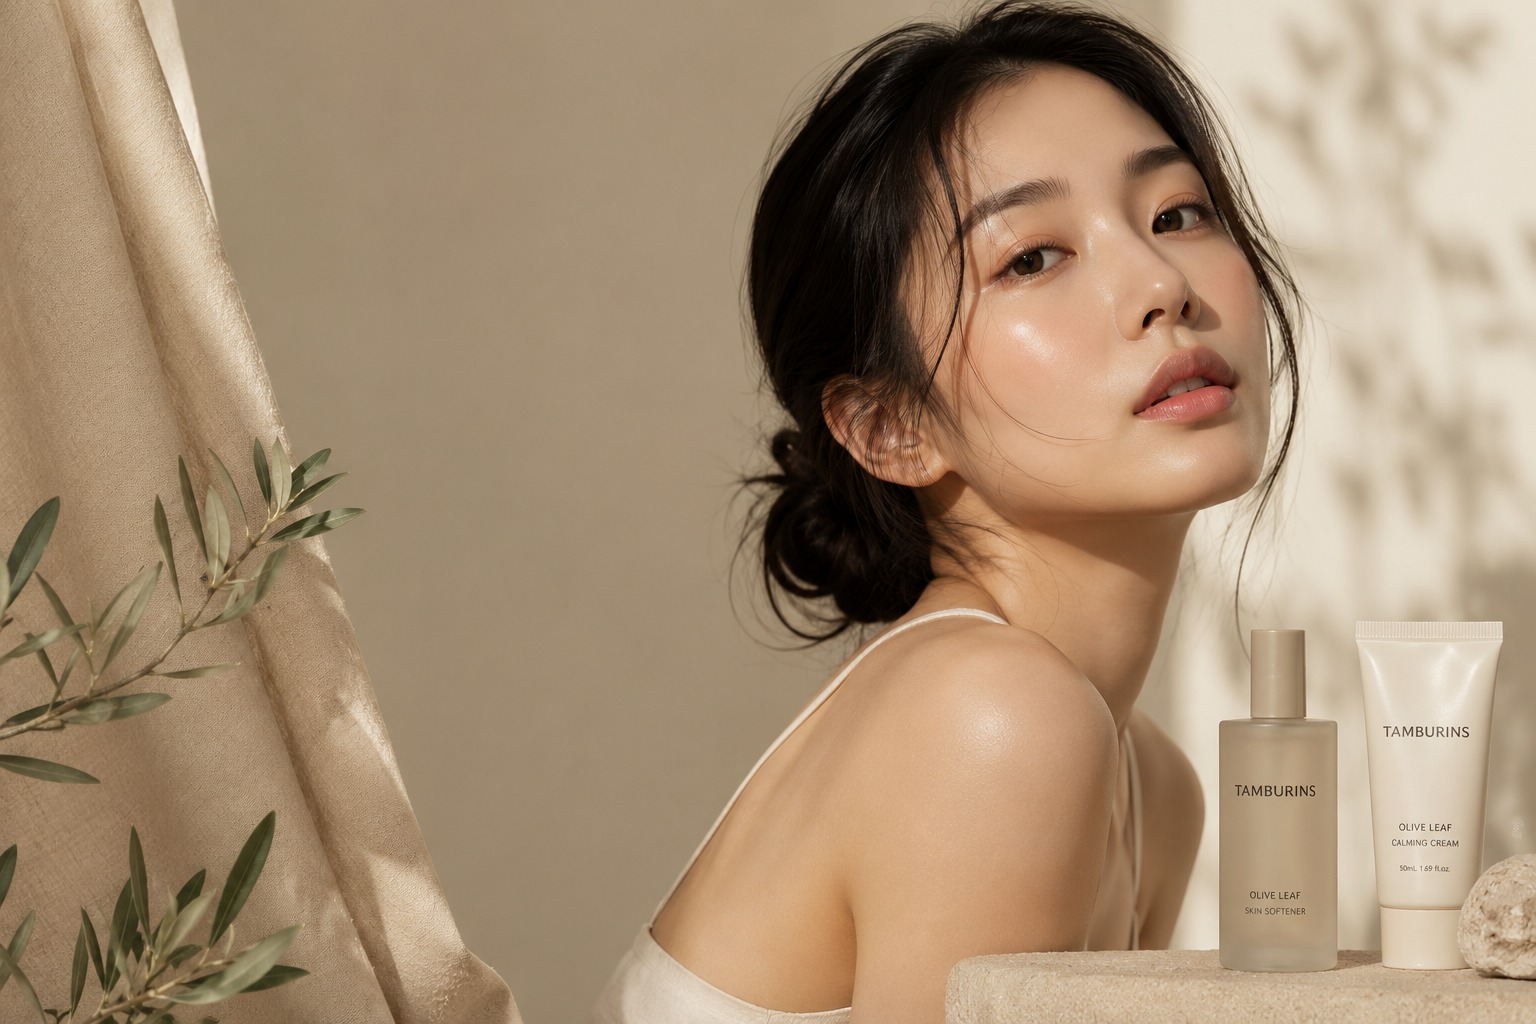 TAMBURINS
OLIVE LEAF
SKIN SOFTENER
TAMBURINS
OLIVE LEAF
CALMING CREAM
50mL 1 69 fl.oz.